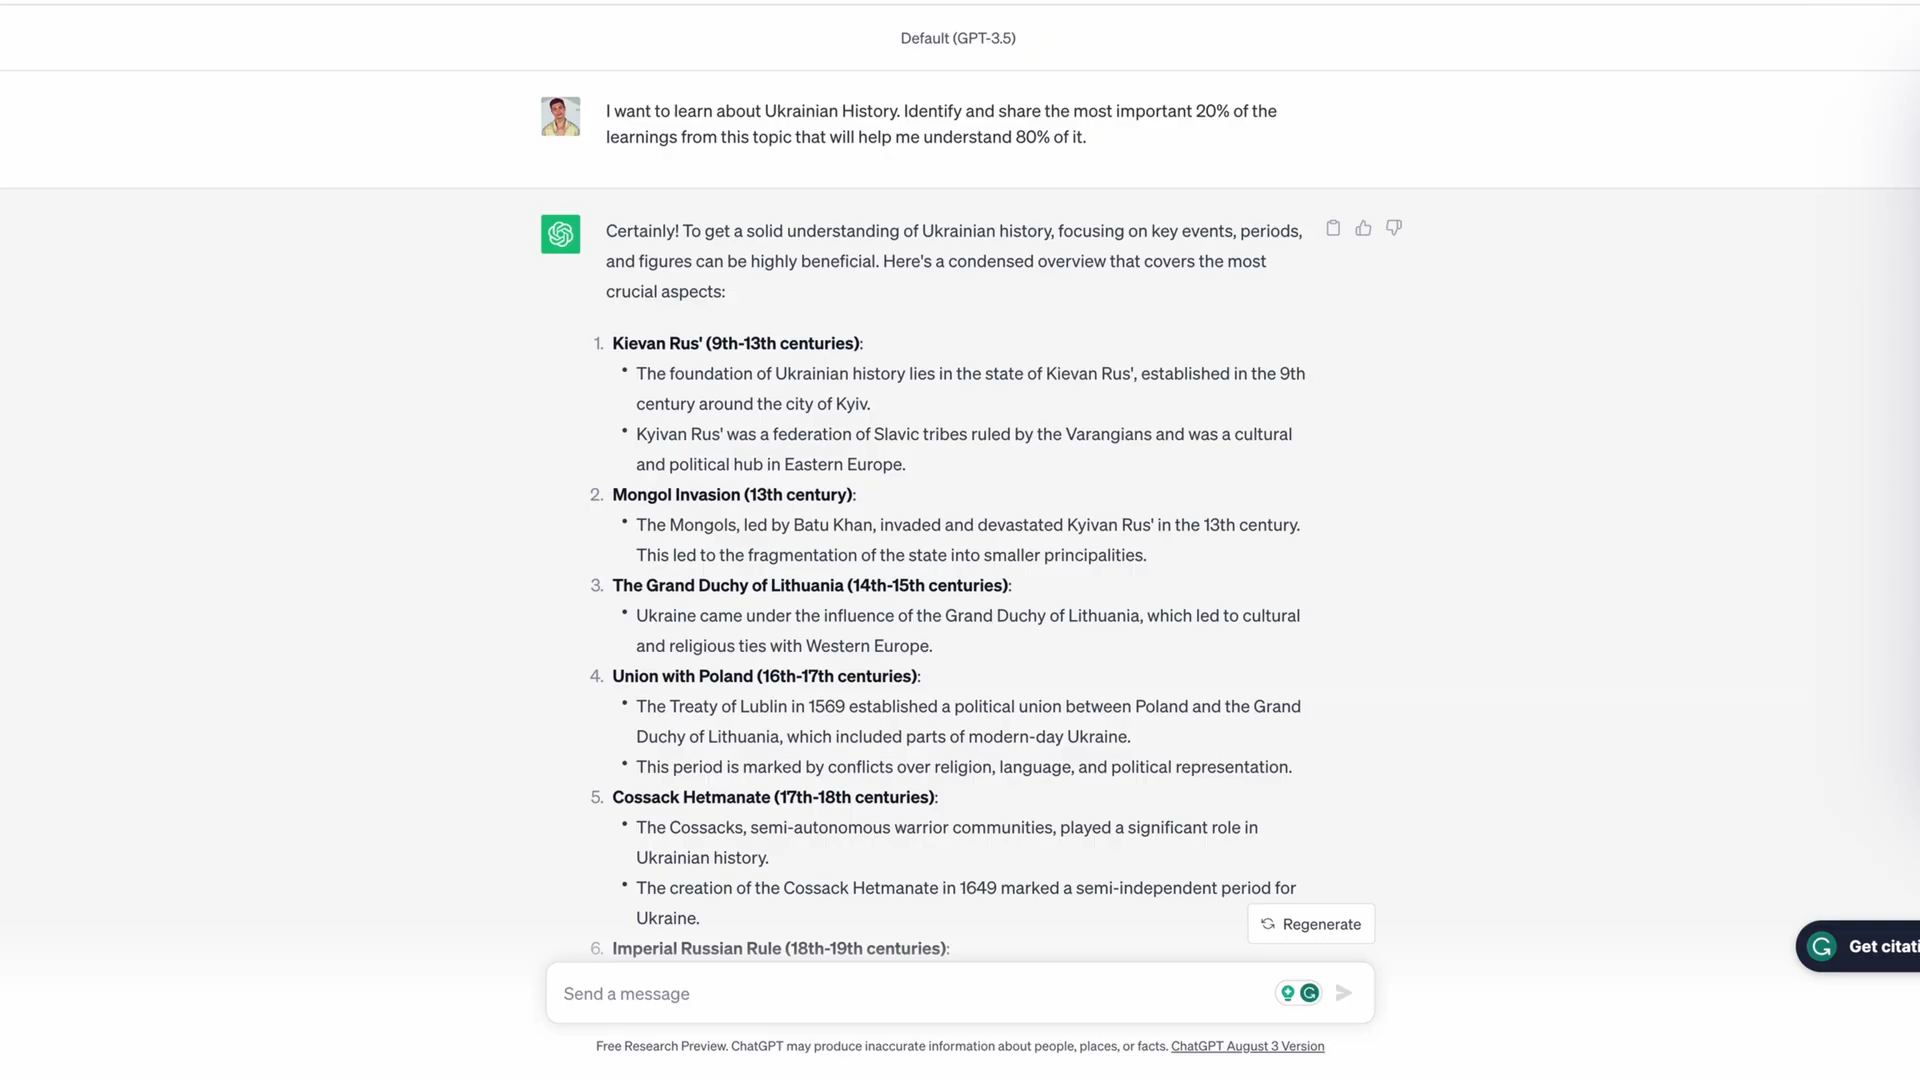 Default (GPT-3.5)
I want to learn about Ukrainian History. Identify and share the most important 20% of the
learnings from this topic that will help me understand 80% of it.
Certainly! To get a solid understanding of Ukrainian history, focusing on key events, periods,
and figures can be highly beneficial. Here's a condensed overview that covers the most
crucial aspects:
1. Kievan Rus' (9th-13th centuries):
• The foundation of Ukrainian history lies in the state of Kievan Rus', established in the 9th
century around the city of Kyiv.
• Kyivan Rus' was a federation of Slavic tribes ruled by the Varangians and was a cultural
and political hub in Eastern Europe.
2. Mongol Invasion (13th century):
• The Mongols, led by Batu Khan, invaded and devastated Kyivan Rus' in the 13th century.
This led to the fragmentation of the state into smaller principalities.
3. The Grand Duchy of Lithuania (14th-15th centuries):
• Ukraine came under the influence of the Grand Duchy of Lithuania, which led to cultural
and religious ties with Western Europe.
4. Union with Poland (16th-17th centuries):
• The Treaty of Lublin in 1569 established a political union between Poland and the Grand
Duchy of Lithuania, which included parts of modern-day Ukraine.
• This period is marked by conflicts over religion, language, and political representation.
5. Cossack Hetmanate (17th-18th centuries):
• The Cossacks, semi-autonomous warrior communities, played a significant role in
Ukrainian history.
• The creation of the Cossack Hetmanate in 1649 marked a semi-independent period for
Ukraine.
Regenerate
6. Imperial Russian Rule (18th-19th centuries):
Get citati
Send a message
Free Research Preview. ChatGPT may produce inaccurate information about people, places, or facts. ChatGPT August 3 Version